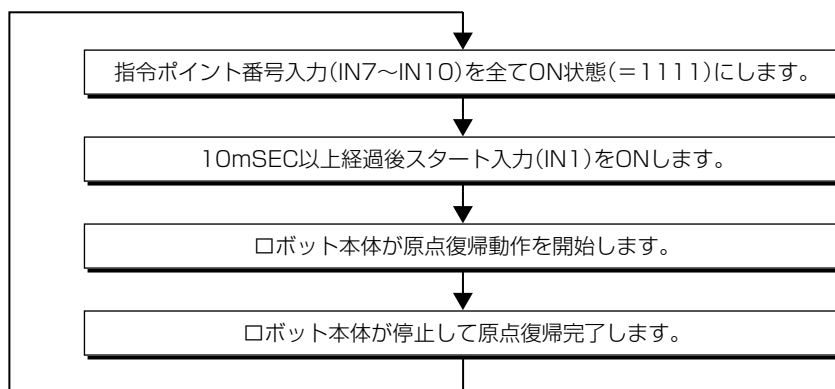 指令ポイント番号入力(IN7〜IN10)を全てON状態(=1111)にします。
10mSEC以上経過後スタート入力(IN1)をONします。
ロボット本体が原点復帰動作を開始します。
ロボット本体が停止して原点復帰完了します。